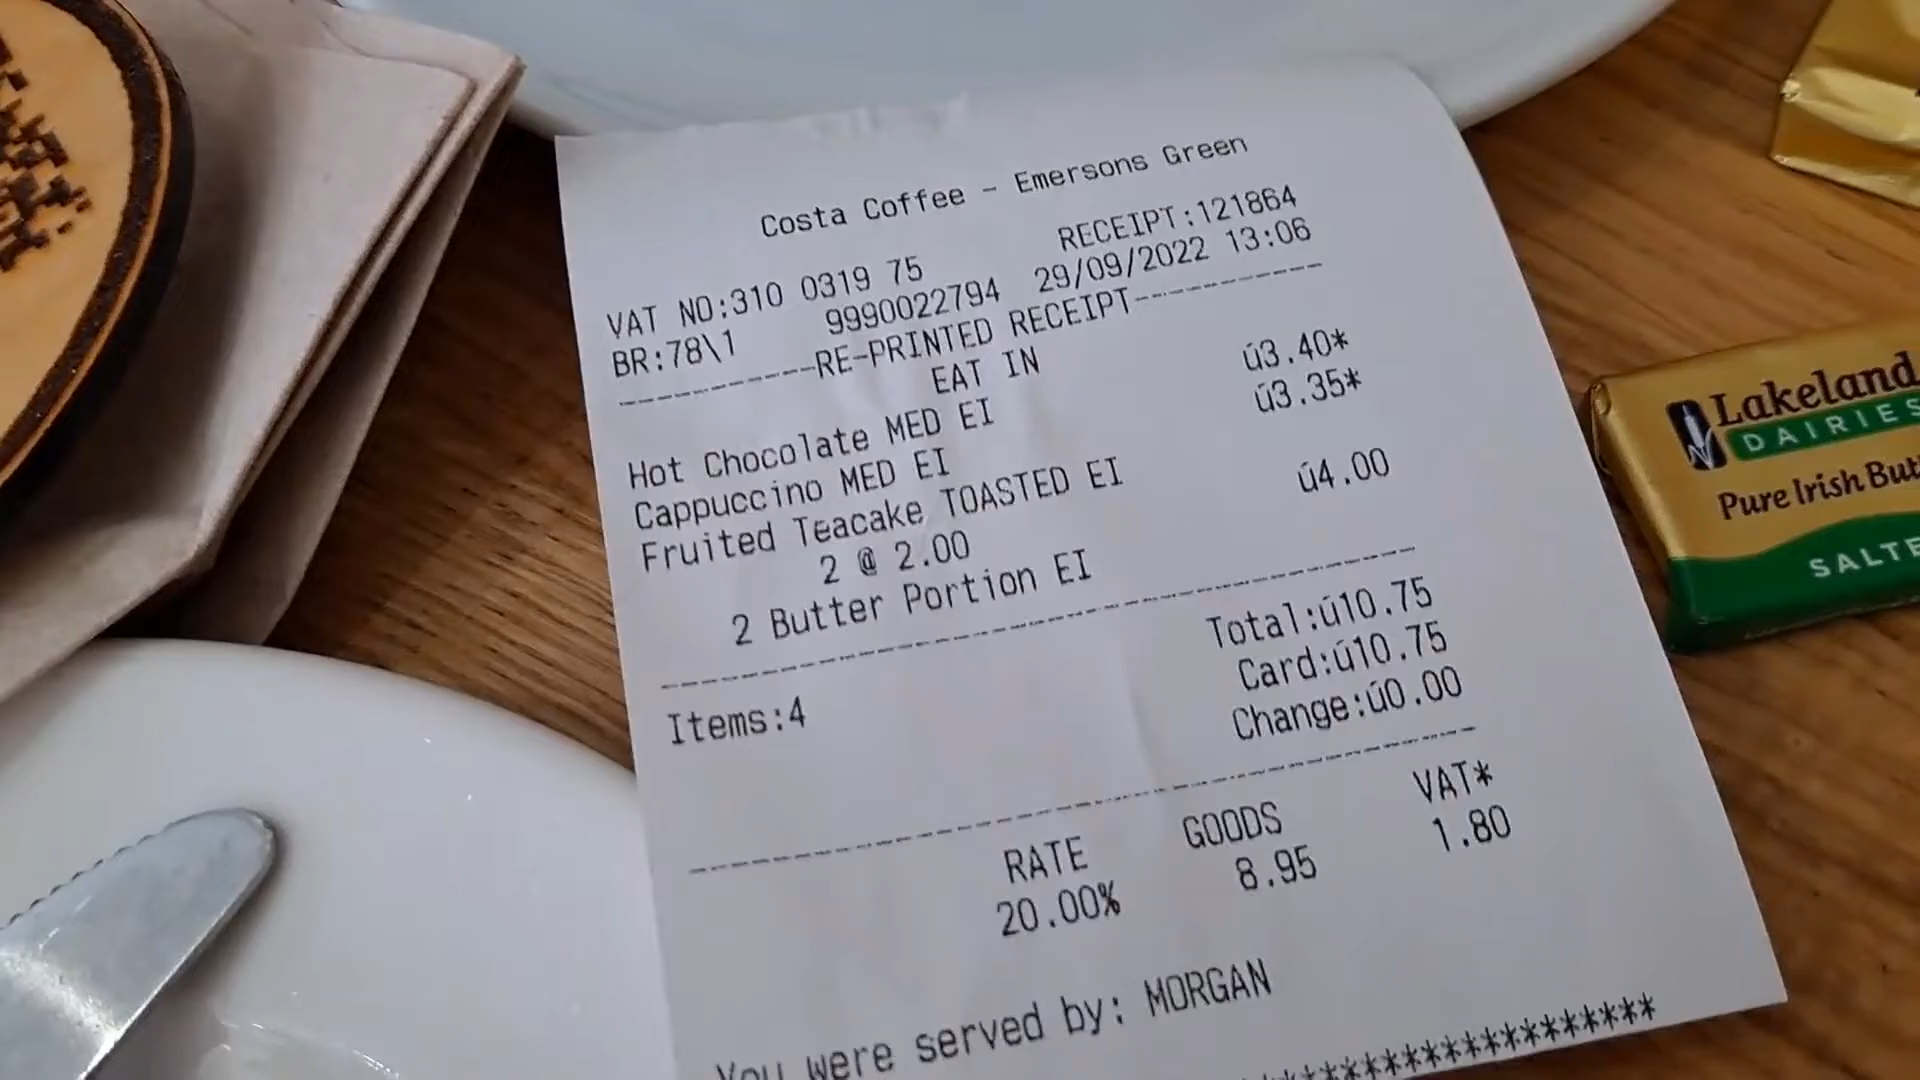 Costa Coffee - Emersons Green
RECEIPT:121864
VAT NO:310 0319 75
BR:78\1 9990022794 29/09/2022 13:06
----------RE-PRINTED RECEIPT----------
EAT IN
Hot Chocolate MED EI ú3.40*
Cappuccino MED EI ú3.35*
Fruited Teacake TOASTED EI
2 @ 2.00 ú4.00
2 Butter Portion EI
Total:ú10.75
Card:ú10.75
Items:4 Change:ú0.00
RATE GOODS VAT*
20.00% 8.95 1.80
You were served by: MORGAN
********************
Lakeland
DAIRIES
Pure Irish